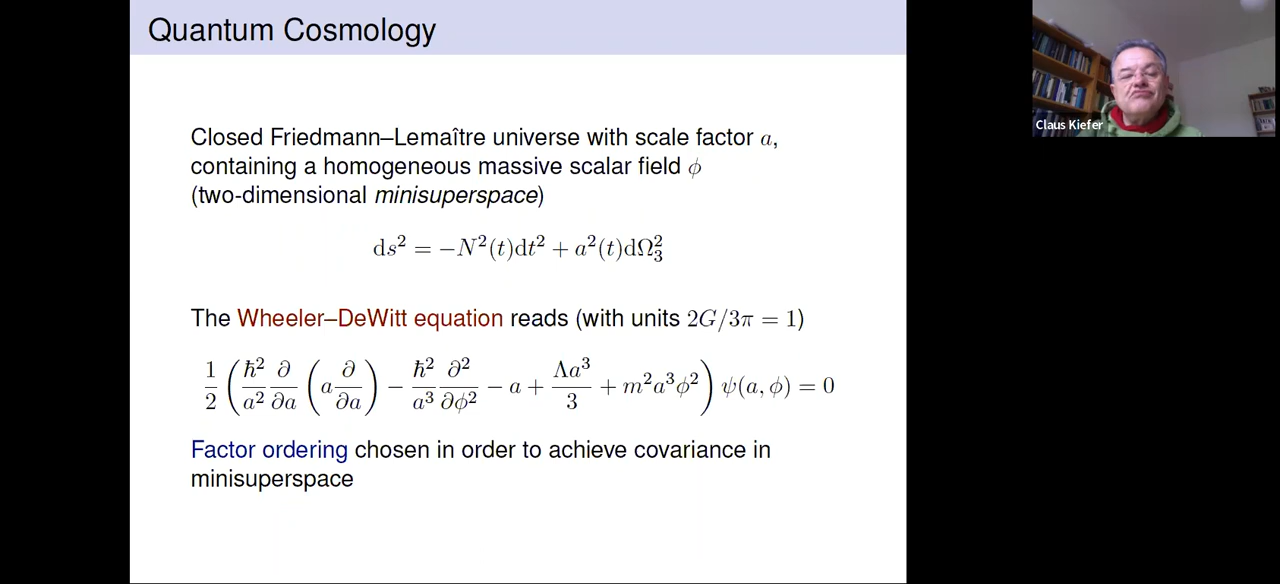 Quantum Cosmology
Closed Friedmann–Lemaître universe with scale factor a,
containing a homogeneous massive scalar field ϕ
(two-dimensional minisuperspace)
ds² = −N²(t)dt² + a²(t)dΩ₃²
The Wheeler–DeWitt equation reads (with units 2G/3π = 1)
1/2 (ℏ²/a² ∂/∂a (a ∂/∂a) − ℏ²/a³ ∂²/∂ϕ² − a + Λa³/3 + m²a³ϕ²) ψ(a, ϕ) = 0
Factor ordering chosen in order to achieve covariance in
minisuperspace
Claus Kiefer